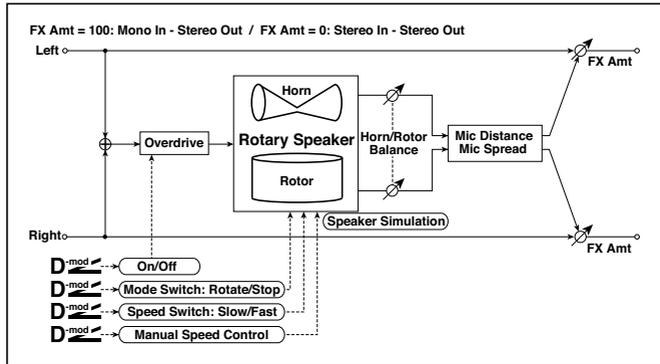 FX Amt = 100: Mono In - Stereo Out / FX Amt = 0: Stereo In - Stereo Out
Left
FX Amt
Horn
Overdrive
Rotary Speaker
Horn/Rotor
Balance
Mic Distance
Mic Spread
Rotor
Speaker Simulation
Right
FX Amt
D-mod
On/Off
D-mod
Mode Switch: Rotate/Stop
D-mod
Speed Switch: Slow/Fast
D-mod
Manual Speed Control